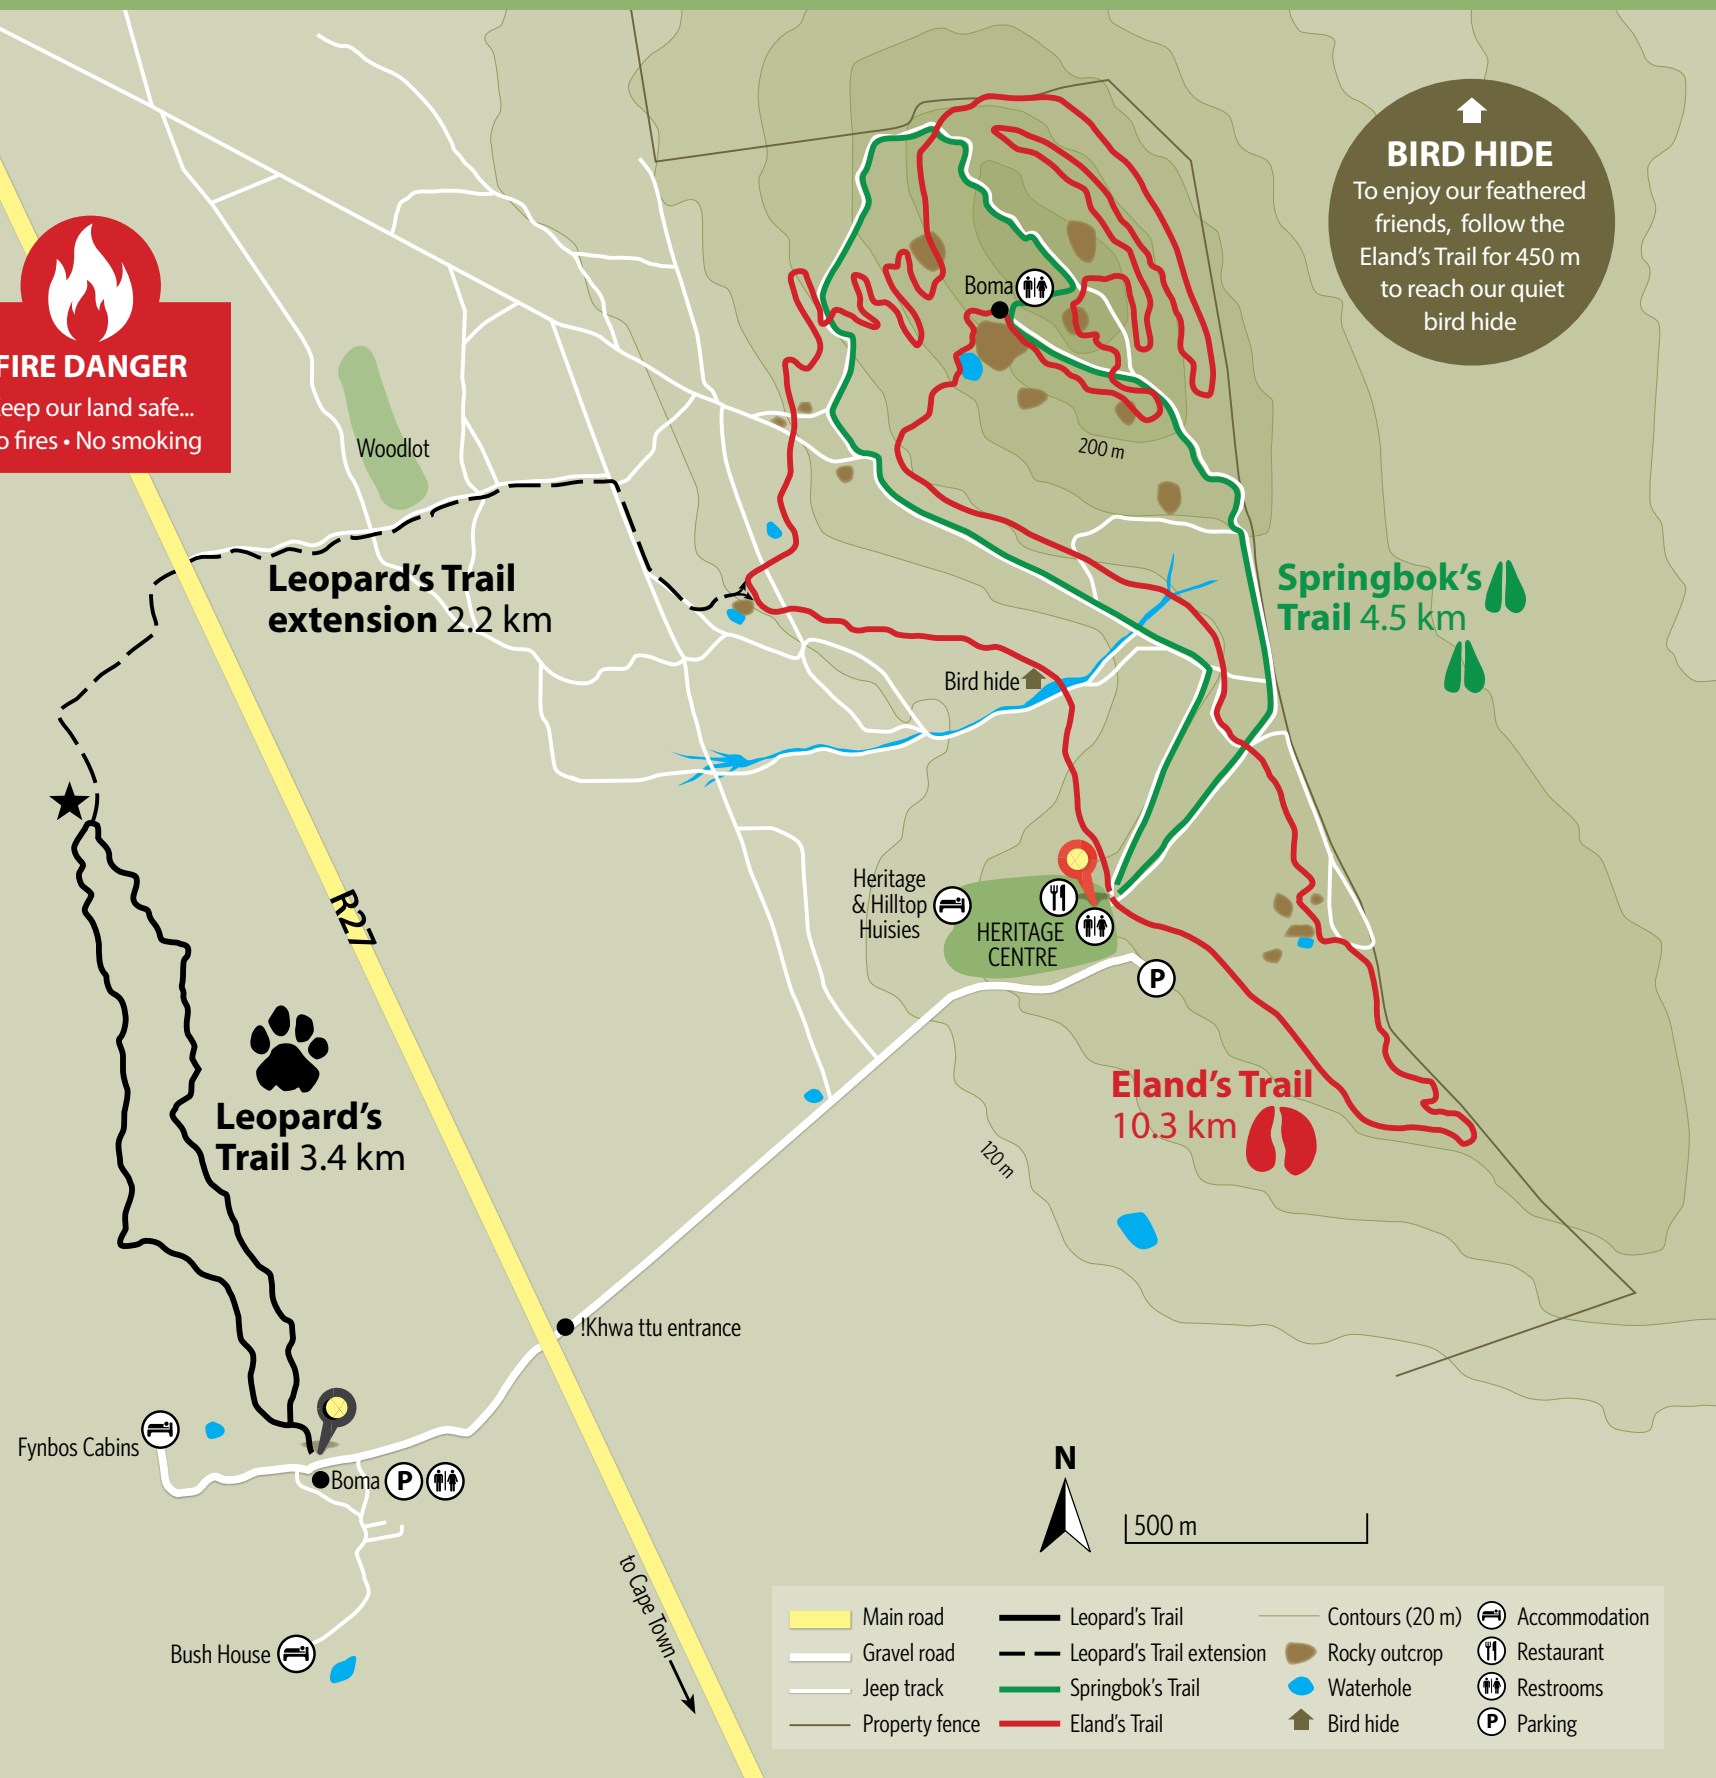 BIRD HIDE
To enjoy our feathered
friends, follow the
Eland's Trail for 450 m
to reach our quiet
bird hide
FIRE DANGER
eep our land safe...
o fires • No smoking
Boma
Woodlot
200 m
Leopard's Trail
extension 2.2 km
Springbok's
Trail 4.5 km
Bird hide
Heritage
& Hilltop
Huisies
HERITAGE
CENTRE
P
R27
Leopard's
Trail 3.4 km
Eland's Trail
10.3 km
120 m
!Khwa ttu entrance
Fynbos Cabins
Boma P
Bush House
to Cape Town
N
500 m
Main road
Gravel road
Jeep track
Property fence
Leopard's Trail
Leopard's Trail extension
Springbok's Trail
Eland's Trail
Contours (20 m)
Rocky outcrop
Waterhole
Bird hide
Accommodation
Restaurant
Restrooms
P Parking